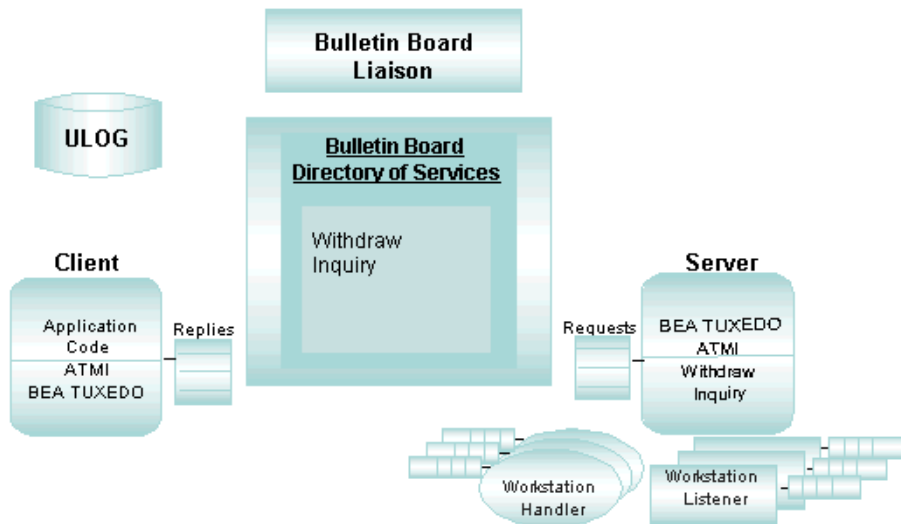 Bulletin Board
Liaison
ULOG
Bulletin Board
Directory of Services
Withdraw
Inquiry
Client
Application
Code
ATMI
BEA TUXEDO
Replies
Requests
Server
BEA TUXEDO
ATMI
Withdraw
Inquiry
Workstation
Handler
Workstation
Listener